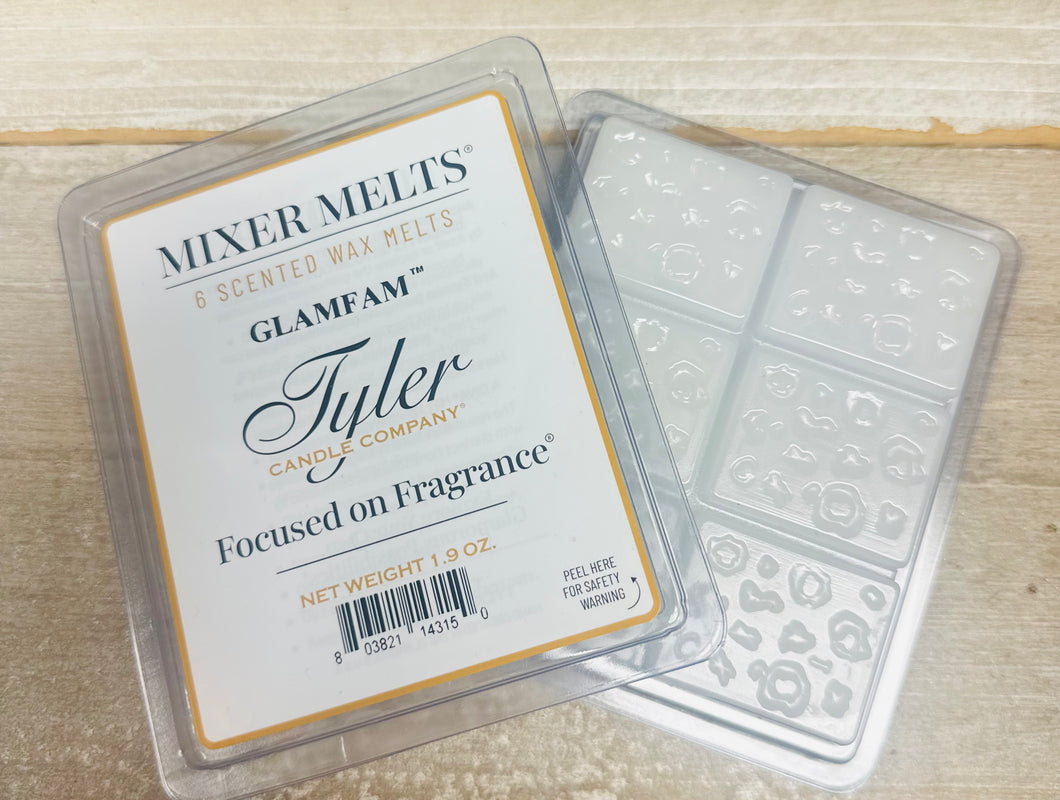 MIXER MELTS®
6 SCENTED WAX MELTS
GLAMFAM™
Tyler
CANDLE COMPANY®
Focused on Fragrance®
NET WEIGHT 1.9 OZ.
8 03821 14315 0
PEEL HERE
FOR SAFETY
WARNING